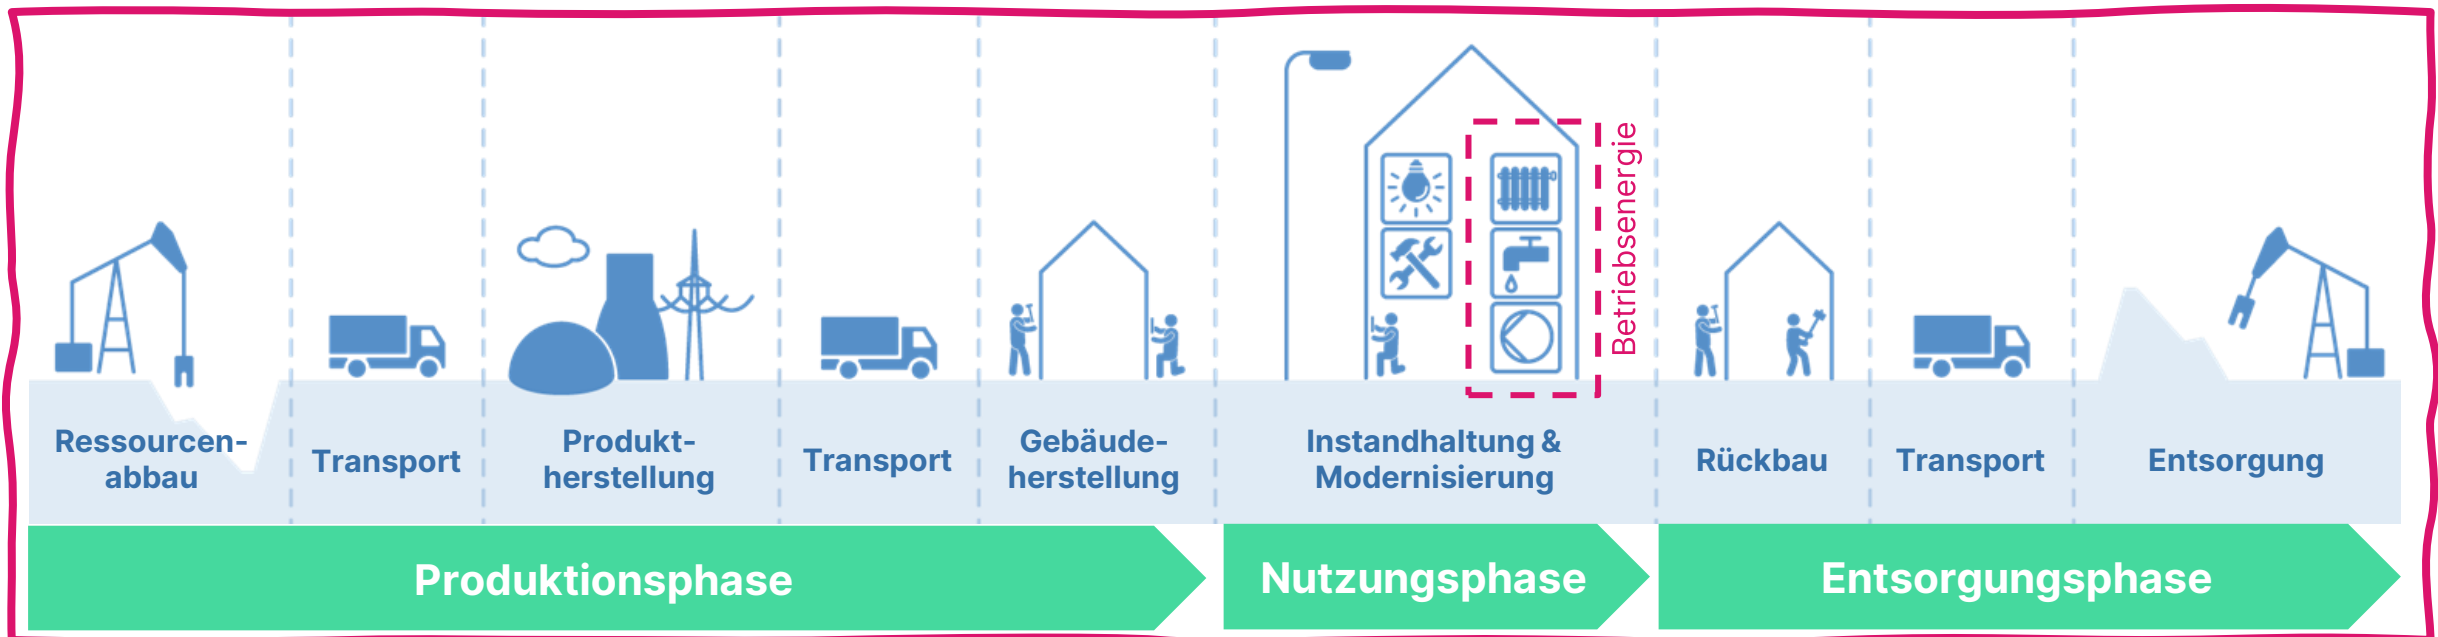 Betriebsenergie
Ressourcen-
abbau
Transport
Produkt-
herstellung
Transport
Gebäude-
herstellung
Instandhaltung &
Modernisierung
Rückbau
Transport
Entsorgung
Produktionsphase
Nutzungsphase
Entsorgungsphase